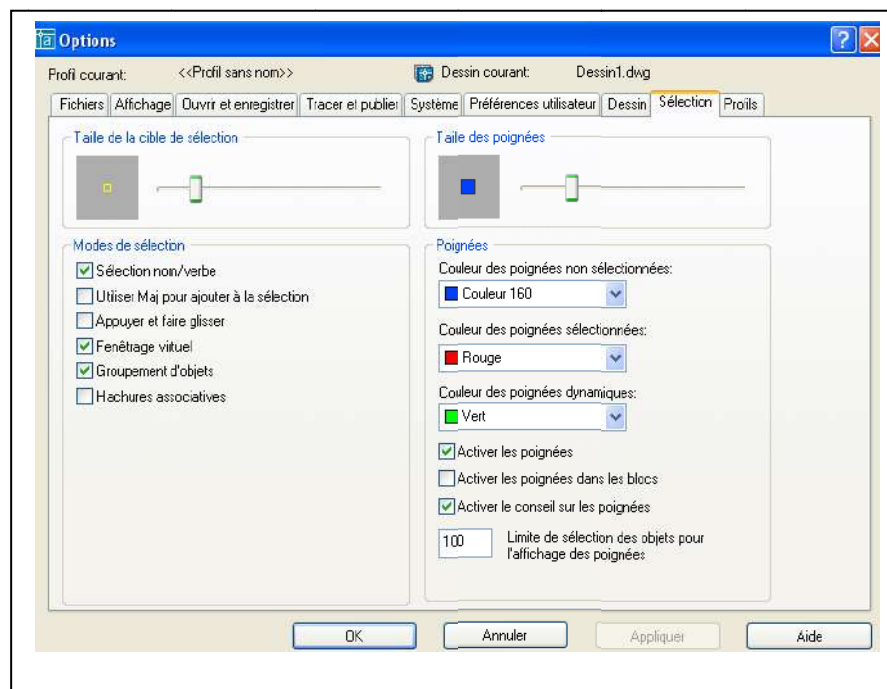 Options
Profil courant: <<Profil sans nom>> Dessin courant: Dessin1.dwg
Fichiers Affichage Ouvrir et enregistrer Tracer et publier Système Préférences utilisateur Dessin Sélection Profils
Taille de la cible de sélection
Taille des poignées
Modes de sélection
Sélection nom/verbe
Utiliser Maj pour ajouter à la sélection
Appuyer et faire glisser
Fenêtrage virtuel
Groupement d'objets
Hachures associatives
Poignées
Couleur des poignées non sélectionnées:
Couleur 160
Couleur des poignées sélectionnées:
Rouge
Couleur des poignées dynamiques:
Vert
Activer les poignées
Activer les poignées dans les blocs
Activer le conseil sur les poignées
100 Limite de sélection des objets pour
l'affichage des poignées
OK Annuler Appliquer Aide